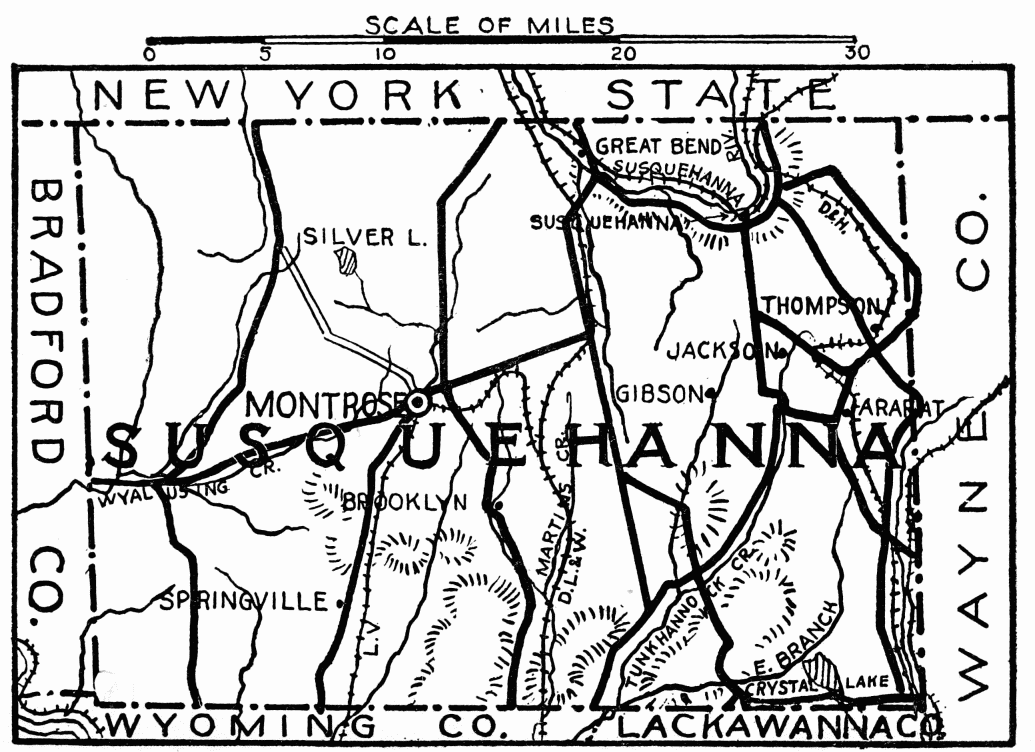 SCALE OF MILES
0 5 10 20 30
NEW YORK STATE
GREAT BEND
SUSQUEHANNA
RIV.
BRADFORD CO.
SUSQUEHANNA
D.&H.
SILVER L.
THOMPSON
JACKSON
GIBSON
MONTROSE
ARARAT
SUSQUEHANNA
WYALUSING CR.
BROOKLYN
MARTINS CR.
D.L.&W.
SPRINGVILLE
L.V.
TUNKHANNOCK CR.
E. BRANCH
CRYSTAL LAKE
WAYNE CO.
WYOMING CO.
LACKAWANNA CO.